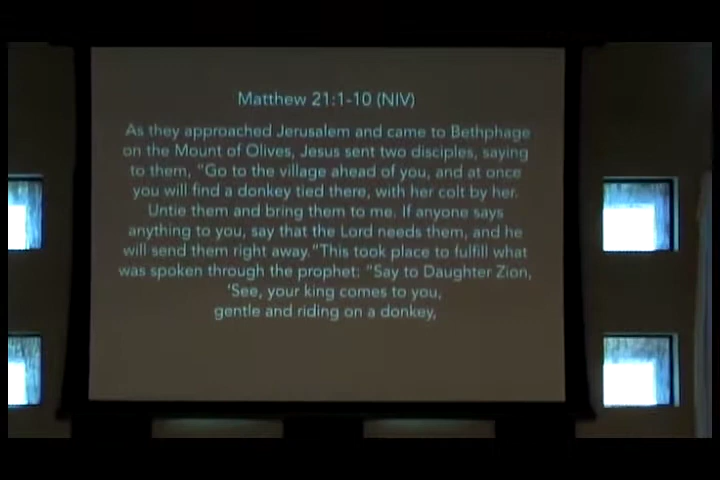 Matthew 21:1-10 (NIV)
As they approached Jerusalem and came to Bethphage
on the Mount of Olives, Jesus sent two disciples, saying
to them, “Go to the village ahead of you, and at once
you will find a donkey tied there, with her colt by her.
Untie them and bring them to me. If anyone says
anything to you, say that the Lord needs them, and he
will send them right away.”This took place to fulfill what
was spoken through the prophet: “Say to Daughter Zion,
‘See, your king comes to you,
gentle and riding on a donkey,